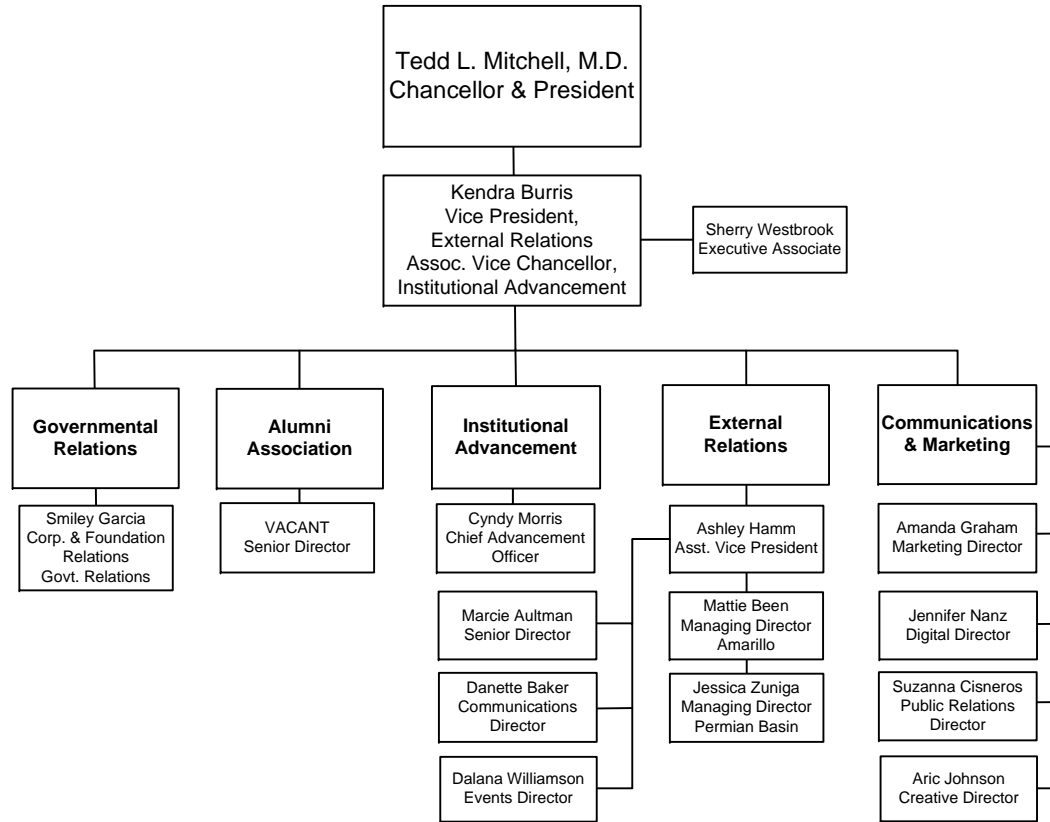 Tedd L. Mitchell, M.D.
Chancellor & President
Kendra Burris
Vice President,
External Relations
Assoc. Vice Chancellor,
Institutional Advancement
Sherry Westbrook
Executive Associate
Governmental
Relations
Alumni
Association
Institutional
Advancement
External
Relations
Communications
& Marketing
Smiley Garcia
Corp. & Foundation
Relations
Govt. Relations
VACANT
Senior Director
Cyndy Morris
Chief Advancement
Officer
Ashley Hamm
Asst. Vice President
Amanda Graham
Marketing Director
Marcie Aultman
Senior Director
Mattie Been
Managing Director
Amarillo
Jennifer Nanz
Digital Director
Danette Baker
Communications
Director
Jessica Zuniga
Managing Director
Permian Basin
Suzanna Cisneros
Public Relations
Director
Dalana Williamson
Events Director
Aric Johnson
Creative Director